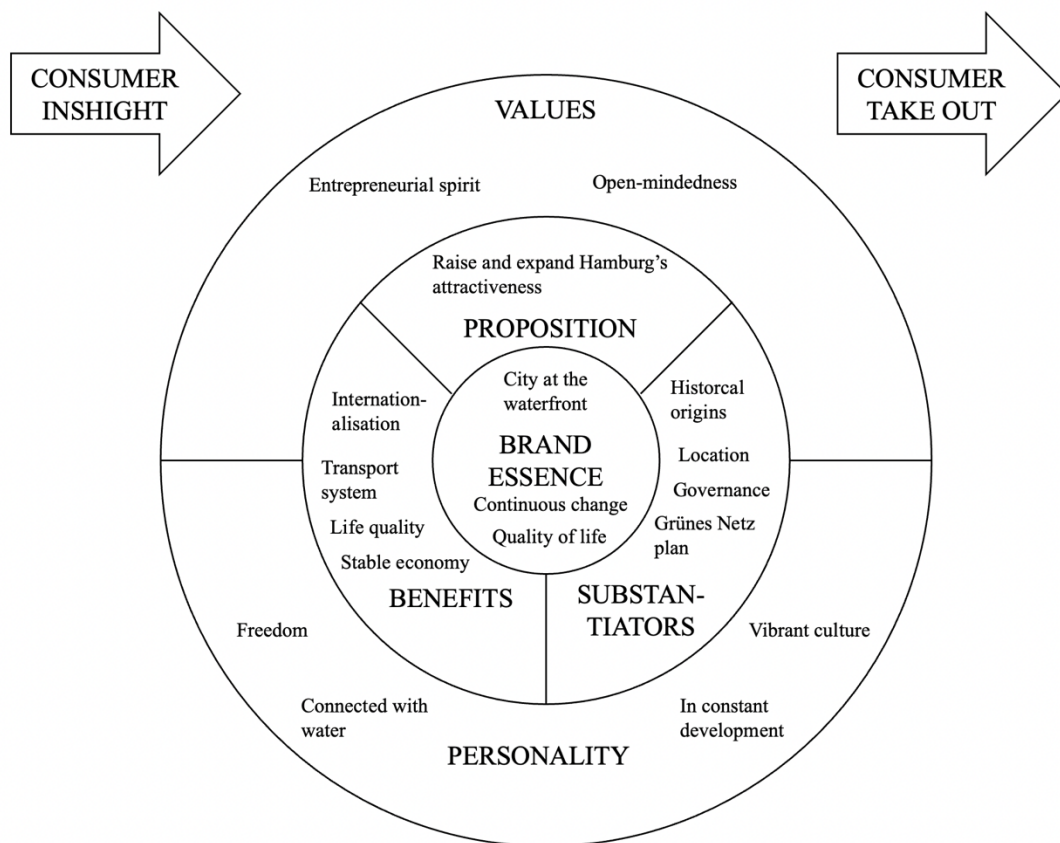 CONSUMER
INSHIGHT
CONSUMER
TAKE OUT
VALUES
Entrepreneurial spirit
Open-mindedness
Raise and expand Hamburg's
attractiveness
PROPOSITION
City at the
waterfront
BRAND
ESSENCE
Continuous change
Quality of life
Internation-
alisation
Transport
system
Life quality
Stable economy
BENEFITS
Historcal
origins
Location
Governance
Grünes Netz
plan
SUBSTAN-
TIATORS
Freedom
Connected with
water
Vibrant culture
In constant
development
PERSONALITY